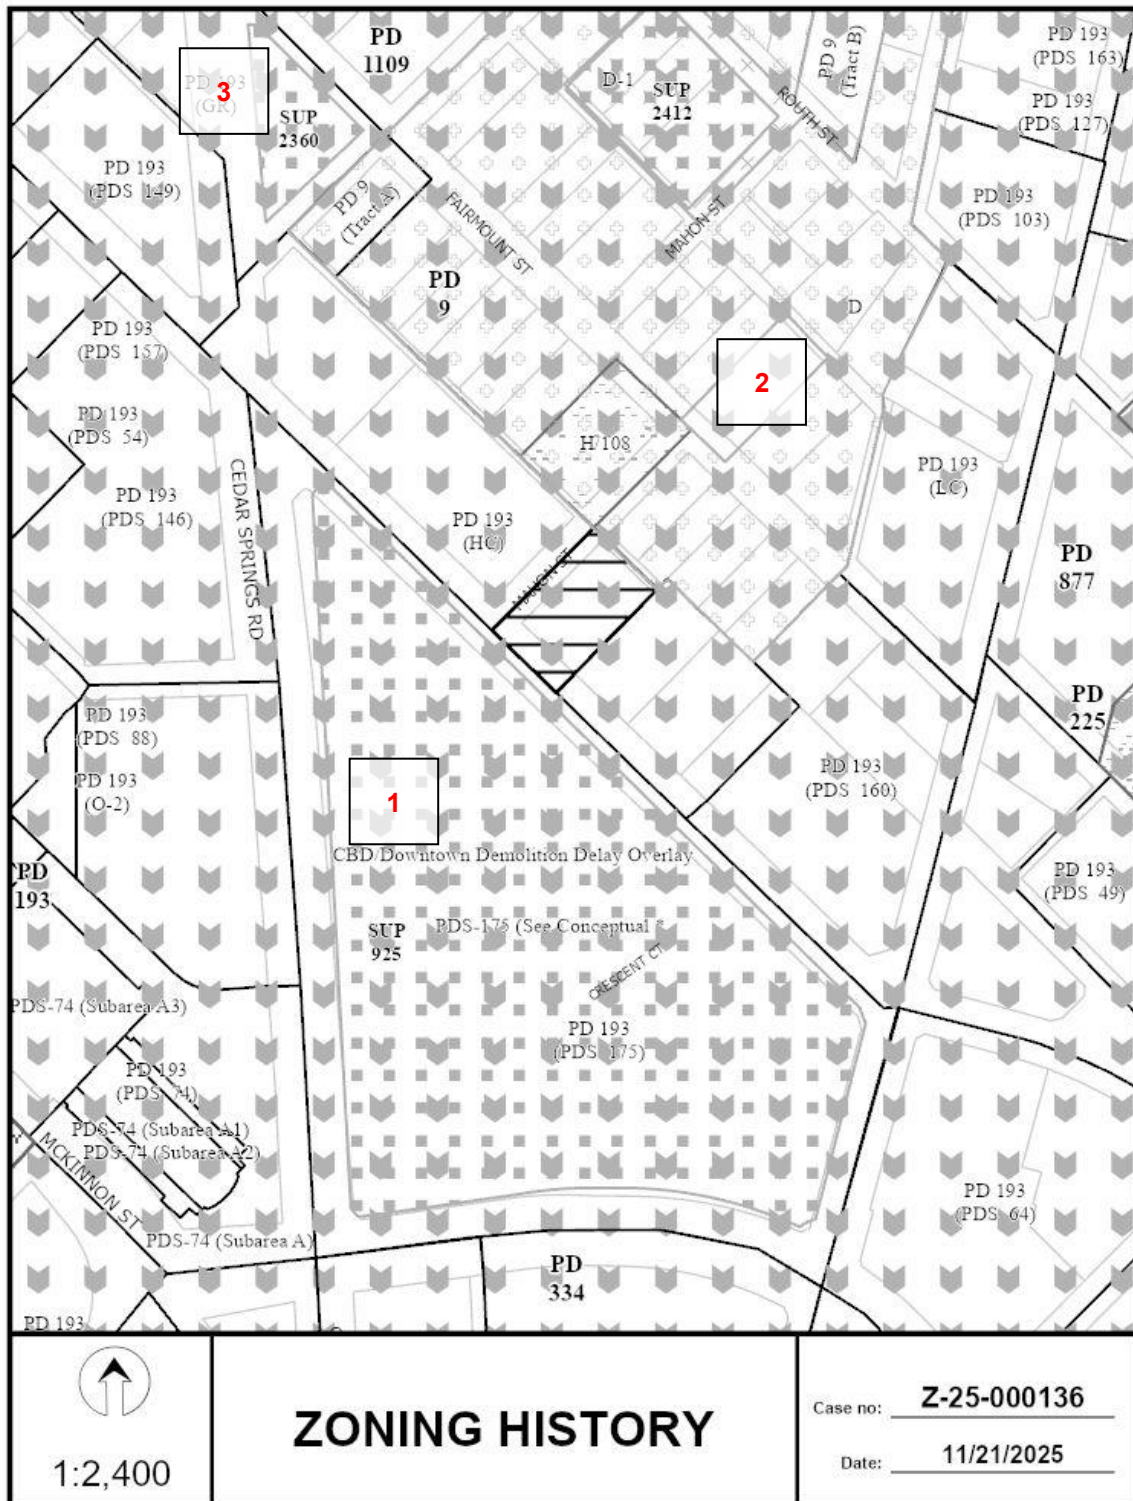 PD
1109
PD 9
(Tract B)
PD 193
(PDS 163)
PD 193
(GR)
3
SUP
2360
D-1
SUP
2412
ROUTH ST
PD 193
(PDS 127)
PD 193
(PDS 149)
PD 9
(Tract A)
FAIRMOUNT ST
MAHON ST
PD 193
(PDS 103)
PD
9
D
PD 193
(PDS 157)
2
PD 193
(PDS 54)
H/108
PD 193
(PDS 146)
CEDAR SPRINGS RD
PD 193
(HC)
PD 193
(LC)
MAHON ST
PD
877
PD 193
(PDS 88)
PD
225
PD 193
(O-2)
1
PD 193
(PDS 160)
CBD/Downtown Demolition Delay Overlay
PD
193
PD 193
(PDS 49)
SUP
925
PDS-175 (See Conceptual *
CRESCENT CT
PDS-74 (Subarea A3)
PD 193
(PDS 175)
PD 193
(PDS 74)
PDS-74 (Subarea A1)
PDS-74 (Subarea A2)
MCKINNON ST
PD 193
(PDS 64)
PDS-74 (Subarea A)
PD
334
PD 193
1:2,400
ZONING HISTORY
Case no: Z-25-000136
Date: 11/21/2025